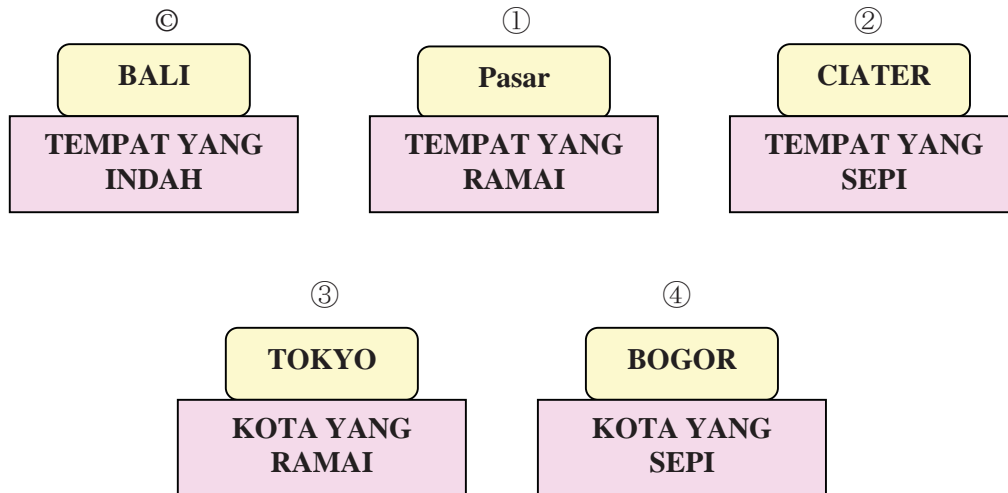 ©
BALI
TEMPAT YANG
INDAH
①
Pasar
TEMPAT YANG
RAMAI
②
CIATER
TEMPAT YANG
SEPI
③
TOKYO
KOTA YANG
RAMAI
④
BOGOR
KOTA YANG
SEPI